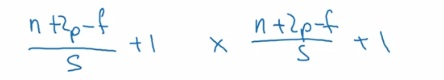 n+2p-f/s +1 × n+2p-f/s +1